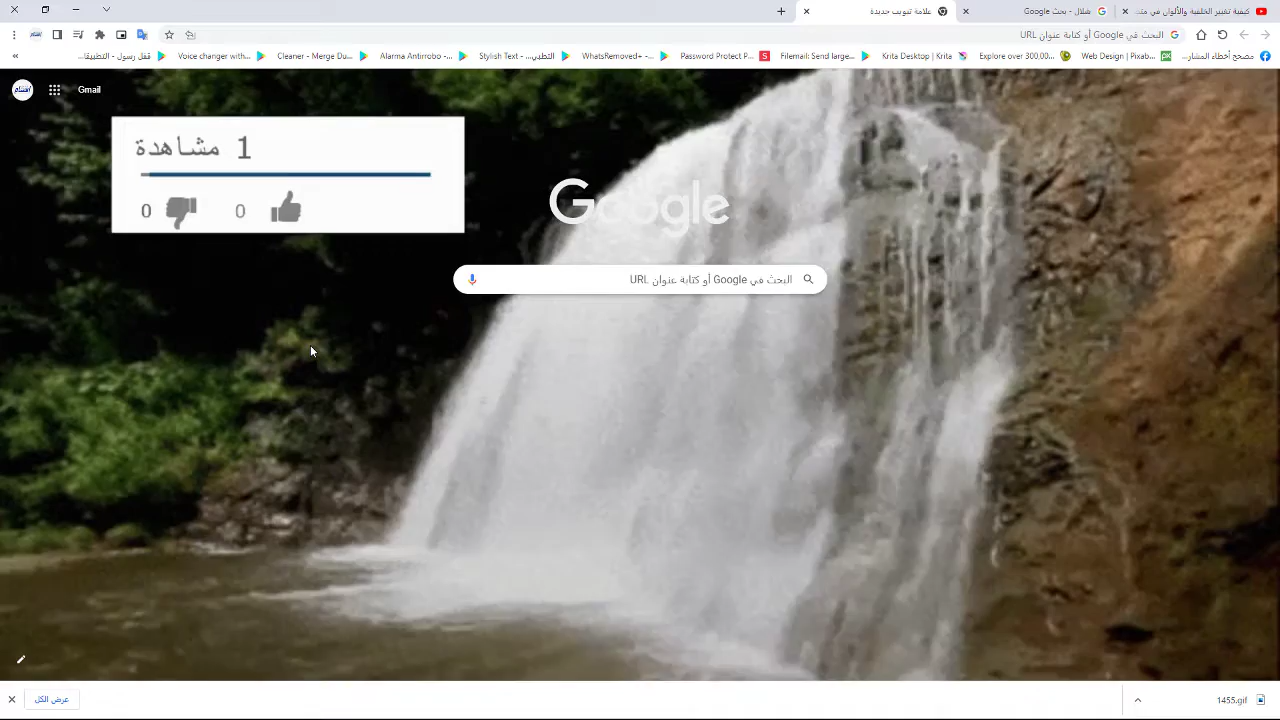 كيفية تغيير الخلفية والألوان في مت
شلال - بحث Google
علامة تبويب جديدة
البحث في Google أو كتابة عنوان URL
مصحح أخطاء المشار...
Web Design | Pixab...
Explore over 300,00...
Krita Desktop | Krita
Filemail: Send large...
Password Protect P...
WhatsRemoved+ -...
Stylish Text - ...التطبي
Alarma Antirrobo -...
Cleaner - Merge Du...
Voice changer with...
قفل رسول - التطبيقا...
Gmail
1 مشاهدة
0
0
Google
البحث في Google أو كتابة عنوان URL
1455.gif
عرض الكل